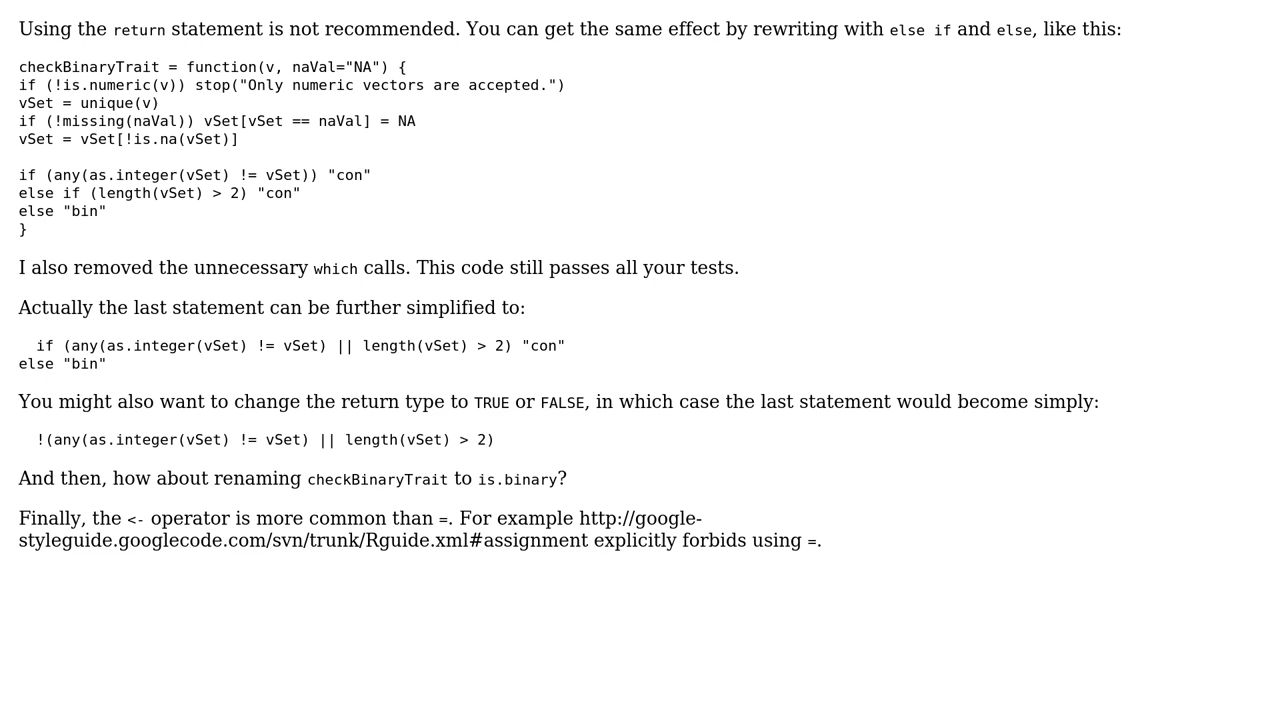 Using the return statement is not recommended. You can get the same effect by rewriting with else if and else, like this:
checkBinaryTrait = function(v, naVal="NA") {
if (!is.numeric(v)) stop("Only numeric vectors are accepted.")
vSet = unique(v)
if (!missing(naVal)) vSet[vSet == naVal] = NA
vSet = vSet[!is.na(vSet)]

if (any(as.integer(vSet) != vSet)) "con"
else if (length(vSet) > 2) "con"
else "bin"
}
I also removed the unnecessary which calls. This code still passes all your tests.
Actually the last statement can be further simplified to:
  if (any(as.integer(vSet) != vSet) || length(vSet) > 2) "con"
else "bin"
You might also want to change the return type to TRUE or FALSE, in which case the last statement would become simply:
  !(any(as.integer(vSet) != vSet) || length(vSet) > 2)
And then, how about renaming checkBinaryTrait to is.binary?
Finally, the <- operator is more common than =. For example http://google-
styleguide.googlecode.com/svn/trunk/Rguide.xml#assignment explicitly forbids using =.